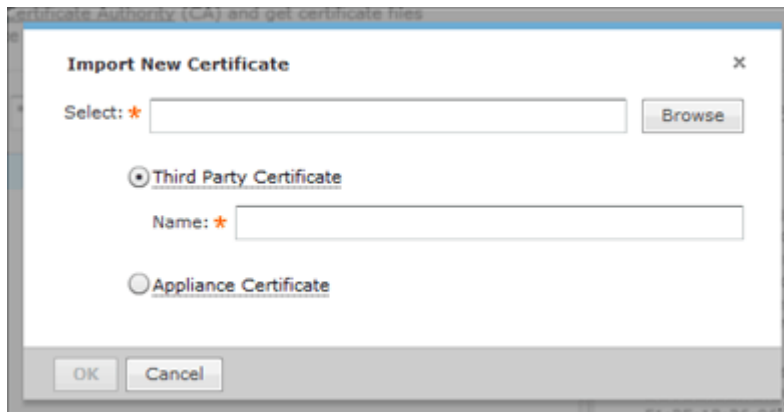 Certificate Authority (CA) and get certificate files
Import New Certificate ×
Select: * Browse
Third Party Certificate
Name: *
Appliance Certificate
OK Cancel